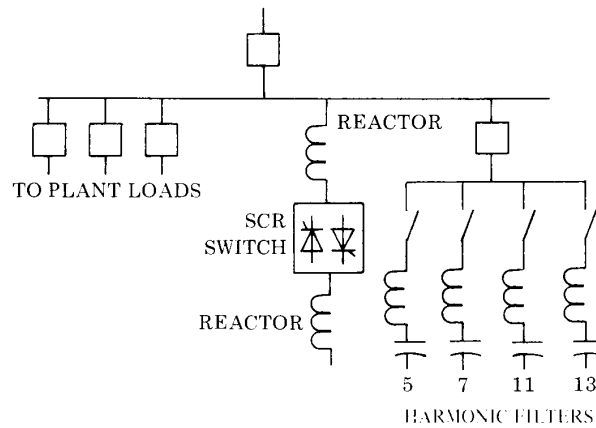 REACTOR
TO PLANT LOADS
SCR
SWITCH
REACTOR
5 7 11 13
HARMONIC FILTERS